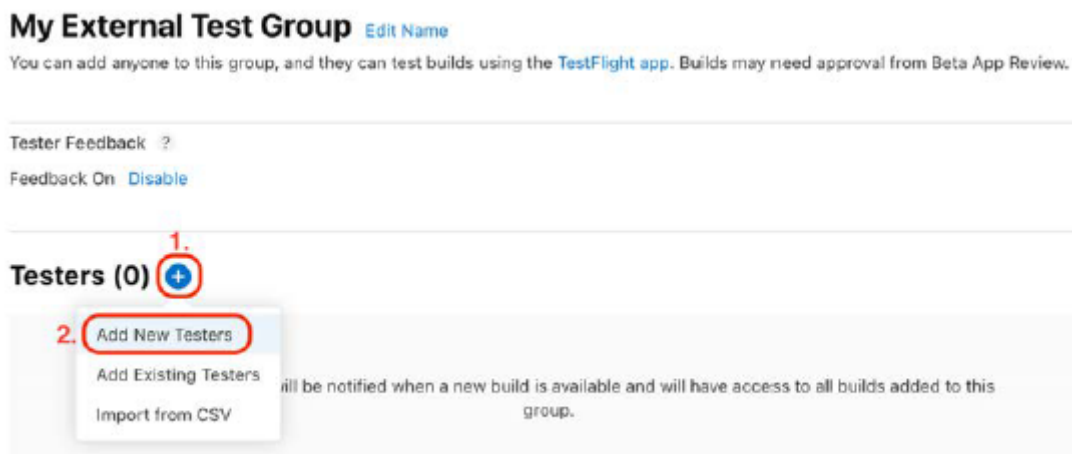 My External Test Group Edit Name
You can add anyone to this group, and they can test builds using the TestFlight app. Builds may need approval from Beta App Review.
Tester Feedback ?
Feedback On Disable
1.
Testers (0) +
2. Add New Testers
Add Existing Testers
will be notified when a new build is available and will have access to all builds added to this
group.
Import from CSV